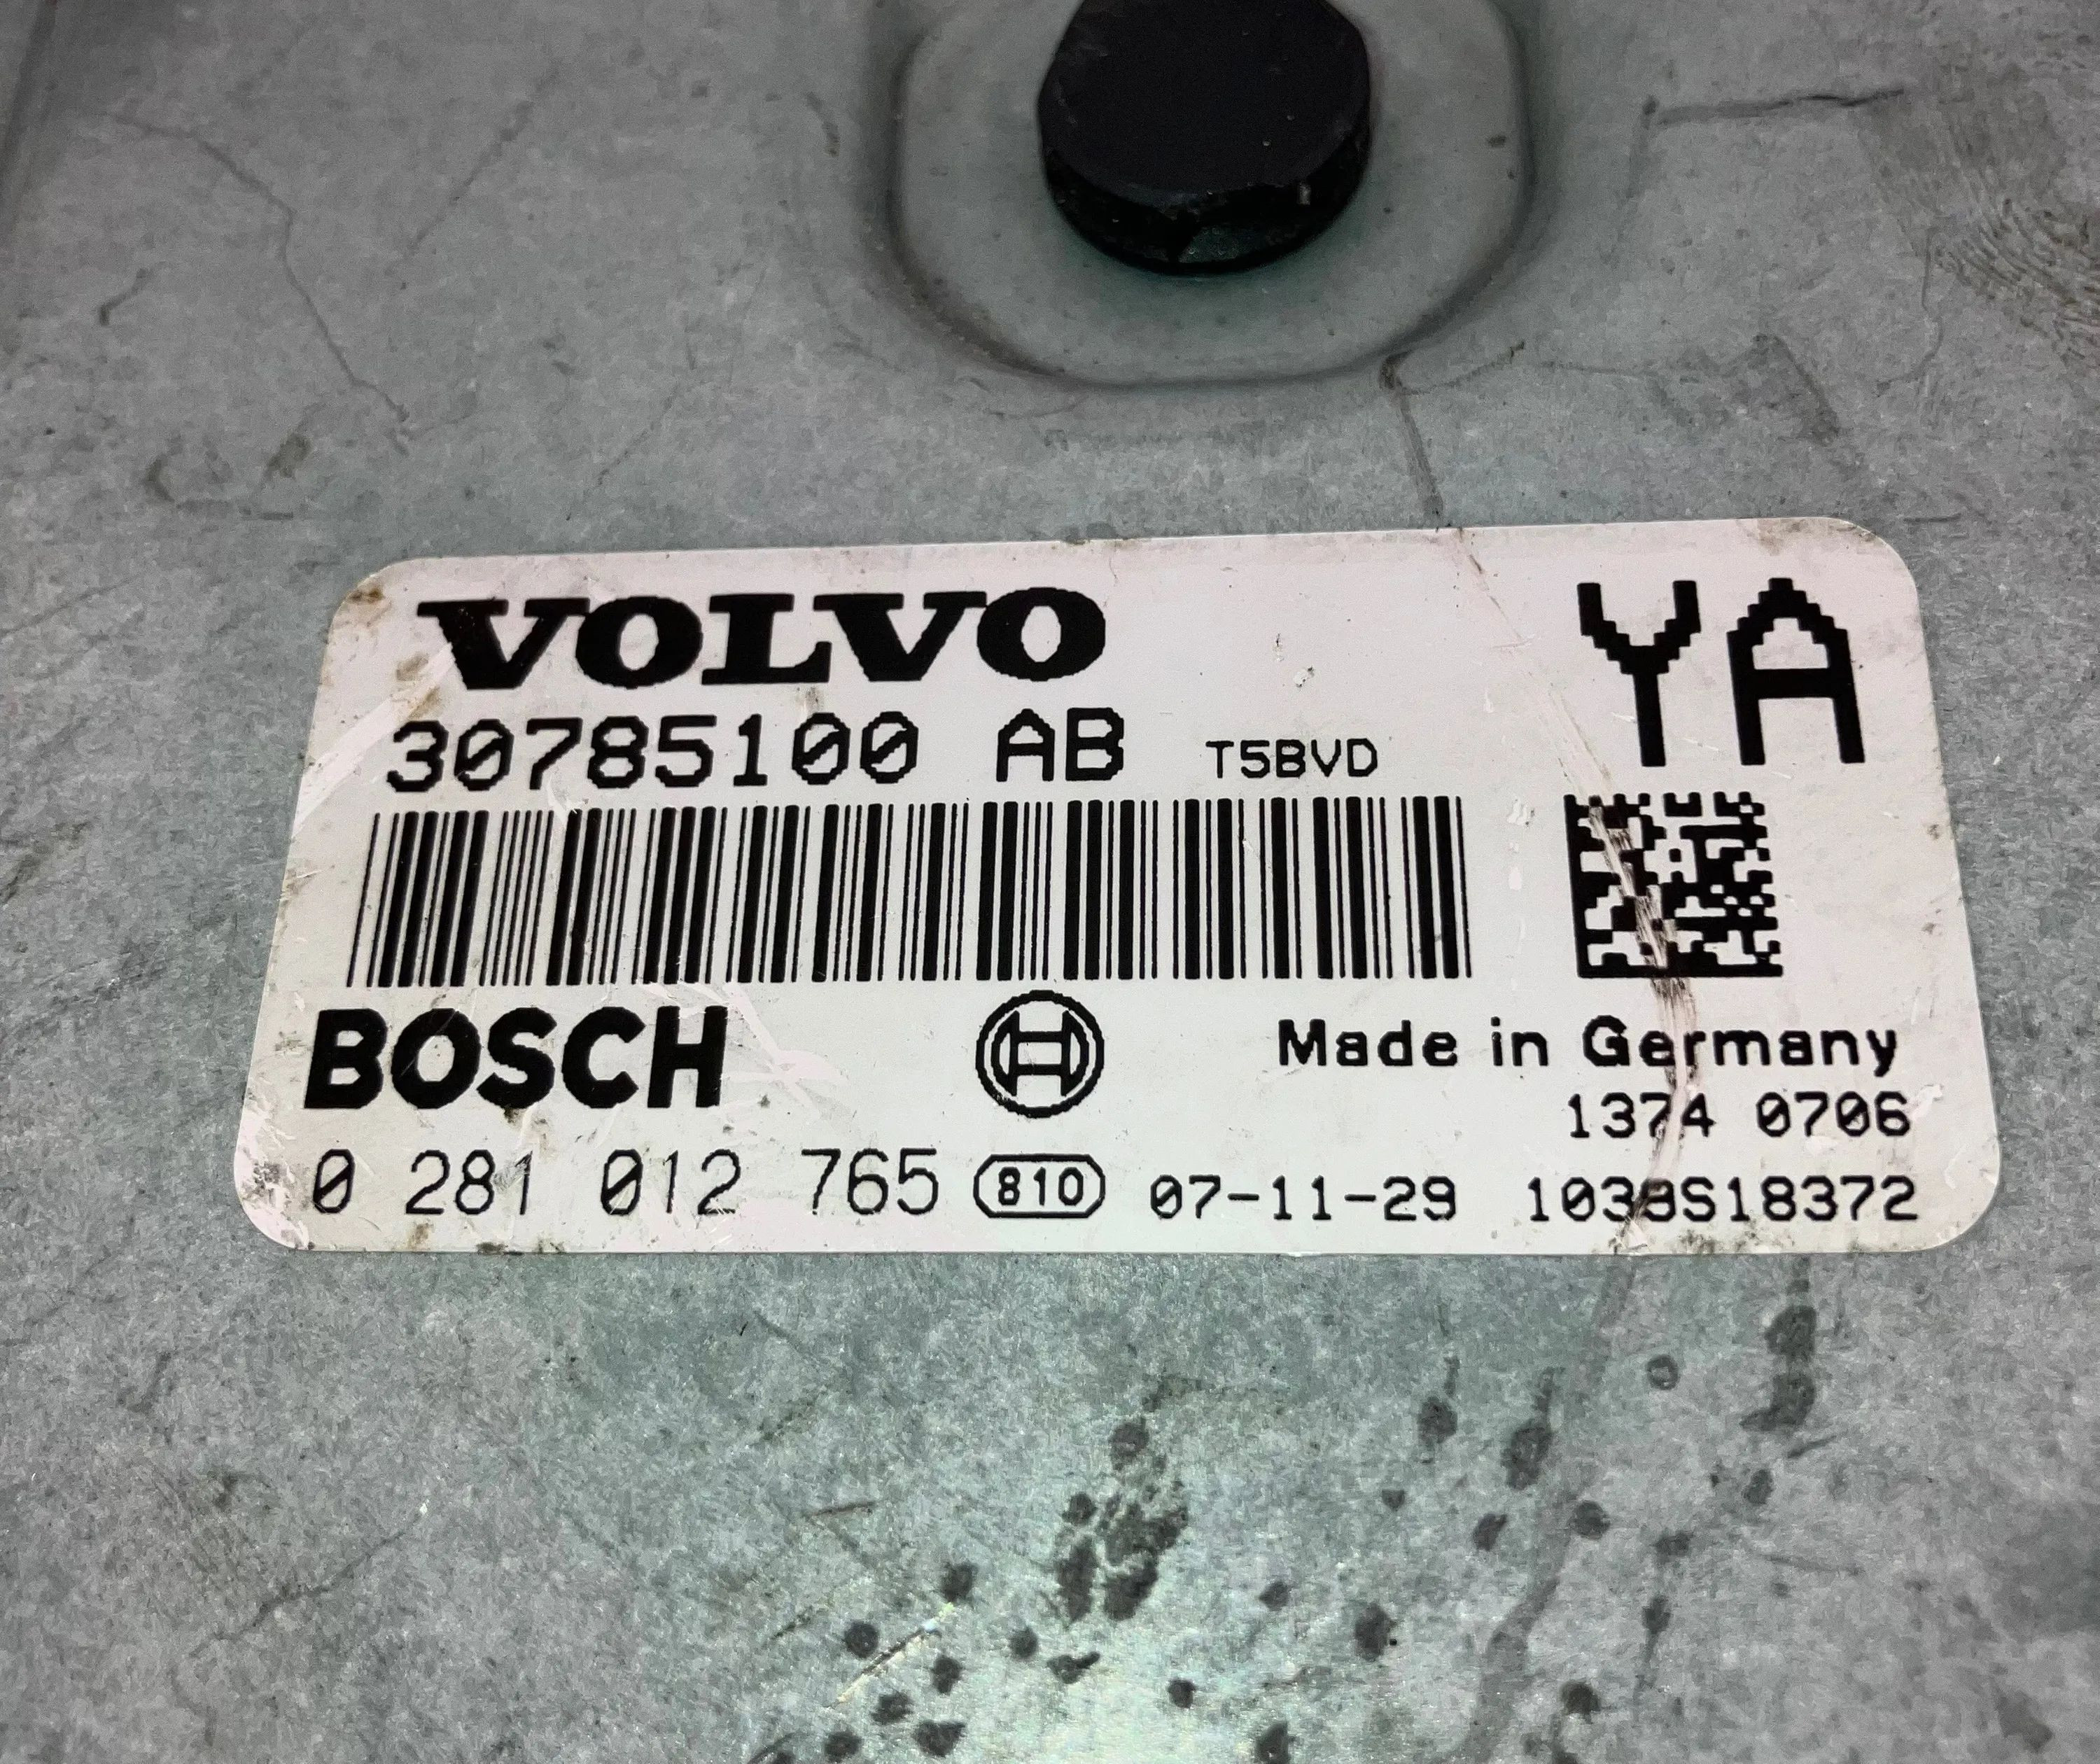 VOLVO
YA
30785100 AB T5BVD
BOSCH
Made in Germany
1374 0706
0 281 012 765 810 07-11-29 1039S18372